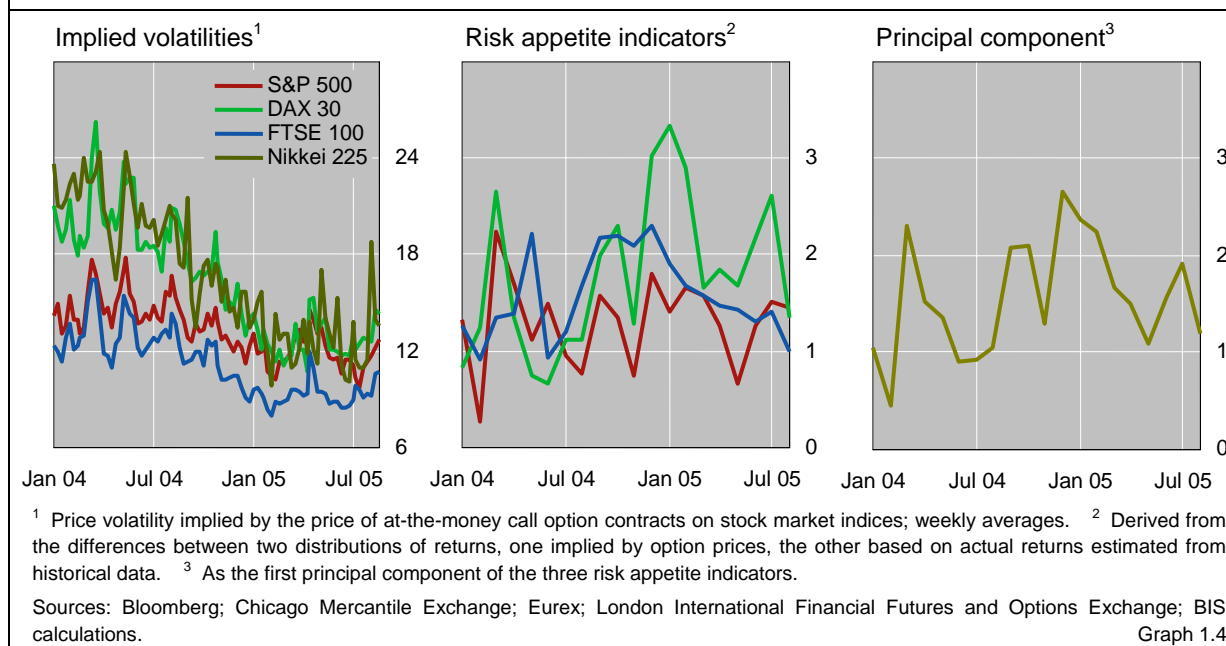 Implied volatilities¹
Risk appetite indicators²
Principal component³
S&P 500
DAX 30
FTSE 100
Nikkei 225
24
18
12
6
Jan 04 Jul 04 Jan 05 Jul 05
3
2
1
0
Jan 04 Jul 04 Jan 05 Jul 05
3
2
1
0
Jan 04 Jul 04 Jan 05 Jul 05
¹ Price volatility implied by the price of at-the-money call option contracts on stock market indices; weekly averages. ² Derived from
the differences between two distributions of returns, one implied by option prices, the other based on actual returns estimated from
historical data. ³ As the first principal component of the three risk appetite indicators.
Sources: Bloomberg; Chicago Mercantile Exchange; Eurex; London International Financial Futures and Options Exchange; BIS
calculations. Graph 1.4